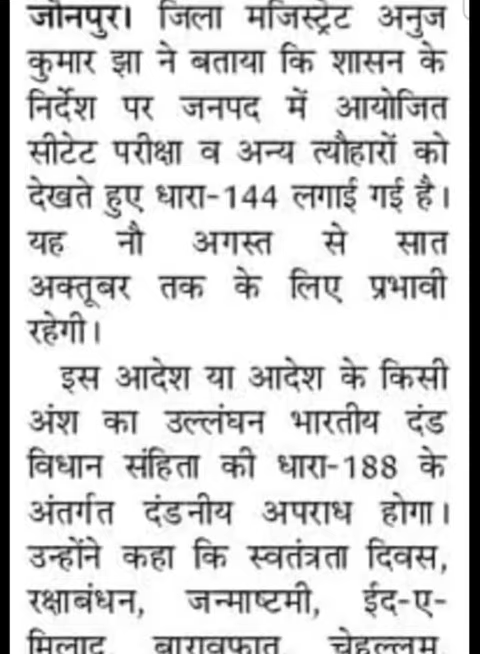 जौनपुर। जिला मजिस्ट्रेट अनुज
कुमार झा ने बताया कि शासन के
निर्देश पर जनपद में आयोजित
सीटेट परीक्षा व अन्य त्यौहारों को
देखते हुए धारा-144 लगाई गई है।
यह नौ अगस्त से सात
अक्तूबर तक के लिए प्रभावी
रहेगी।
इस आदेश या आदेश के किसी
अंश का उल्लंघन भारतीय दंड
विधान संहिता की धारा-188 के
अंतर्गत दंडनीय अपराध होगा।
उन्होंने कहा कि स्वतंत्रता दिवस,
रक्षाबंधन, जन्माष्टमी, ईद-ए-
मिलाद, बारावफात, चेहल्लुम,